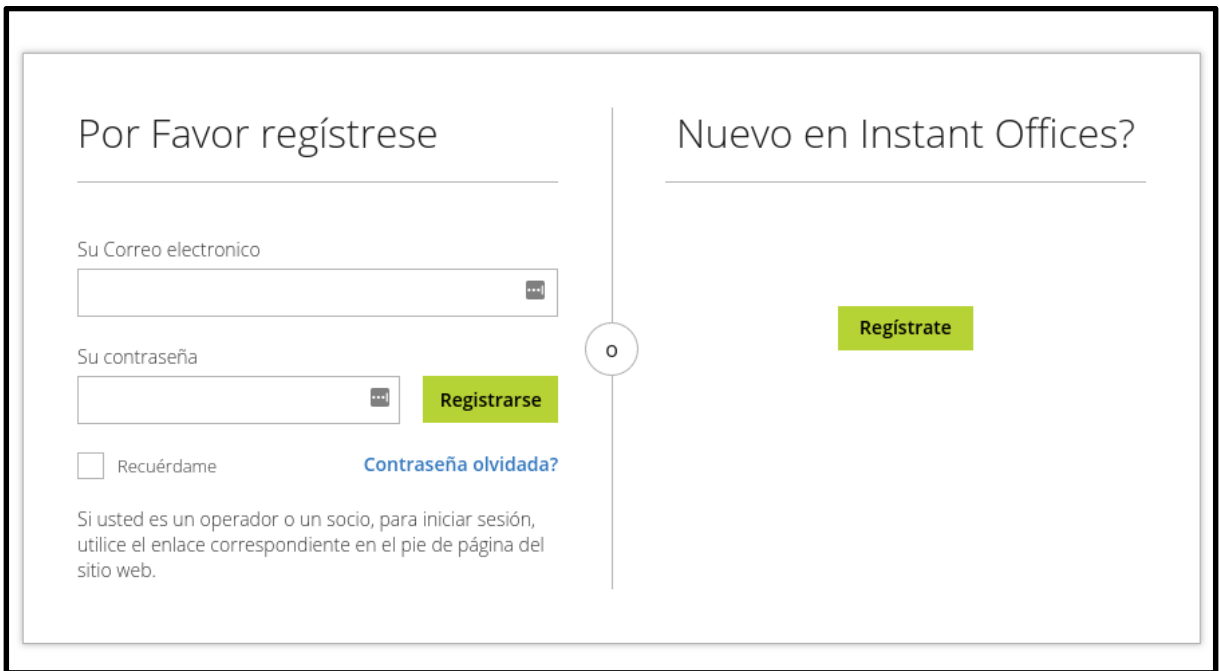 Por Favor regístrese
Su Correo electronico
Su contraseña
Registrarse
Recuérdame
Contraseña olvidada?
Si usted es un operador o un socio, para iniciar sesión,
utilice el enlace correspondiente en el pie de página del
sitio web.
o
Nuevo en Instant Offices?
Regístrate